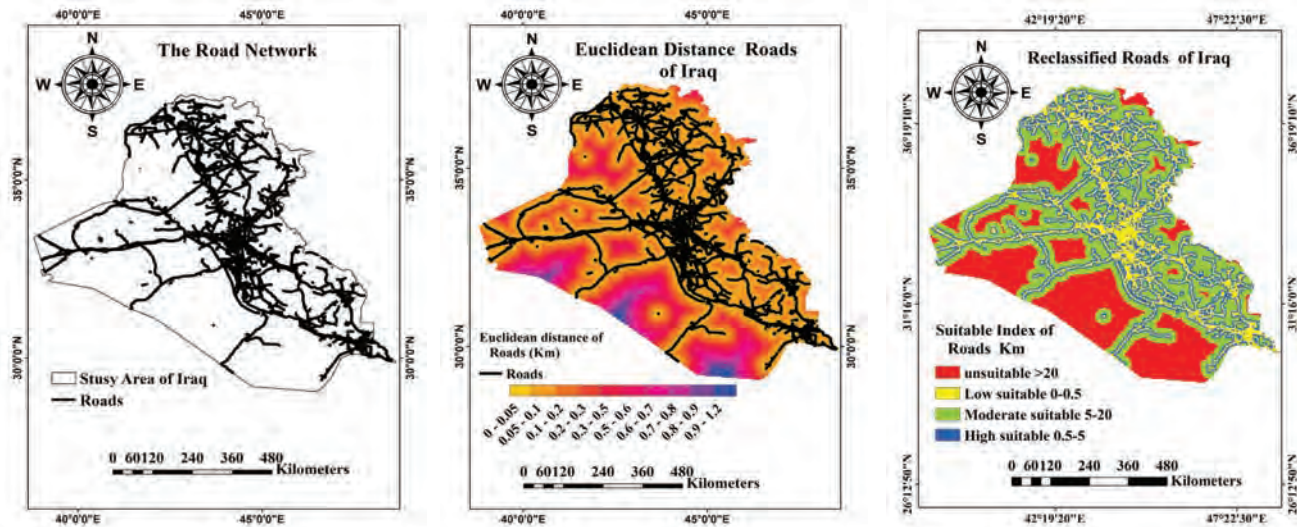 40°0'0"E 45°0'0"E
The Road Network
N
W E
S
35°0'0"N
35°0'0"N
30°0'0"N
30°0'0"N
Stusy Area of Iraq
Roads
0 60120 240 360 480
Kilometers
40°0'0"E 45°0'0"E
40°0'0"E 45°0'0"E
Euclidean Distance Roads
of Iraq
N
W E
S
35°0'0"N
35°0'0"N
30°0'0"N
30°0'0"N
Euclidean distance of
Roads (Km)
Roads
0 - 0.05
0.05 - 0.1
0.1 - 0.2
0.2 - 0.3
0.3 - 0.5
0.5 - 0.6
0.6 - 0.7
0.7 - 0.8
0.8 - 0.9
0.9 - 1.2
0 60120 240 360 480
Kilometers
40°0'0"E 45°0'0"E
42°19'20"E 47°22'30"E
Reclassified Roads of Iraq
N
W E
S
36°19'10"N
36°19'10"N
31°16'0"N
31°16'0"N
26°12'50"N
26°12'50"N
Suitable Index of
Roads Km
unsuitable >20
Low suitable 0-0.5
Moderate suitable 5-20
High suitable 0.5-5
0 60120 240 360 480
Kilometers
42°19'20"E 47°22'30"E